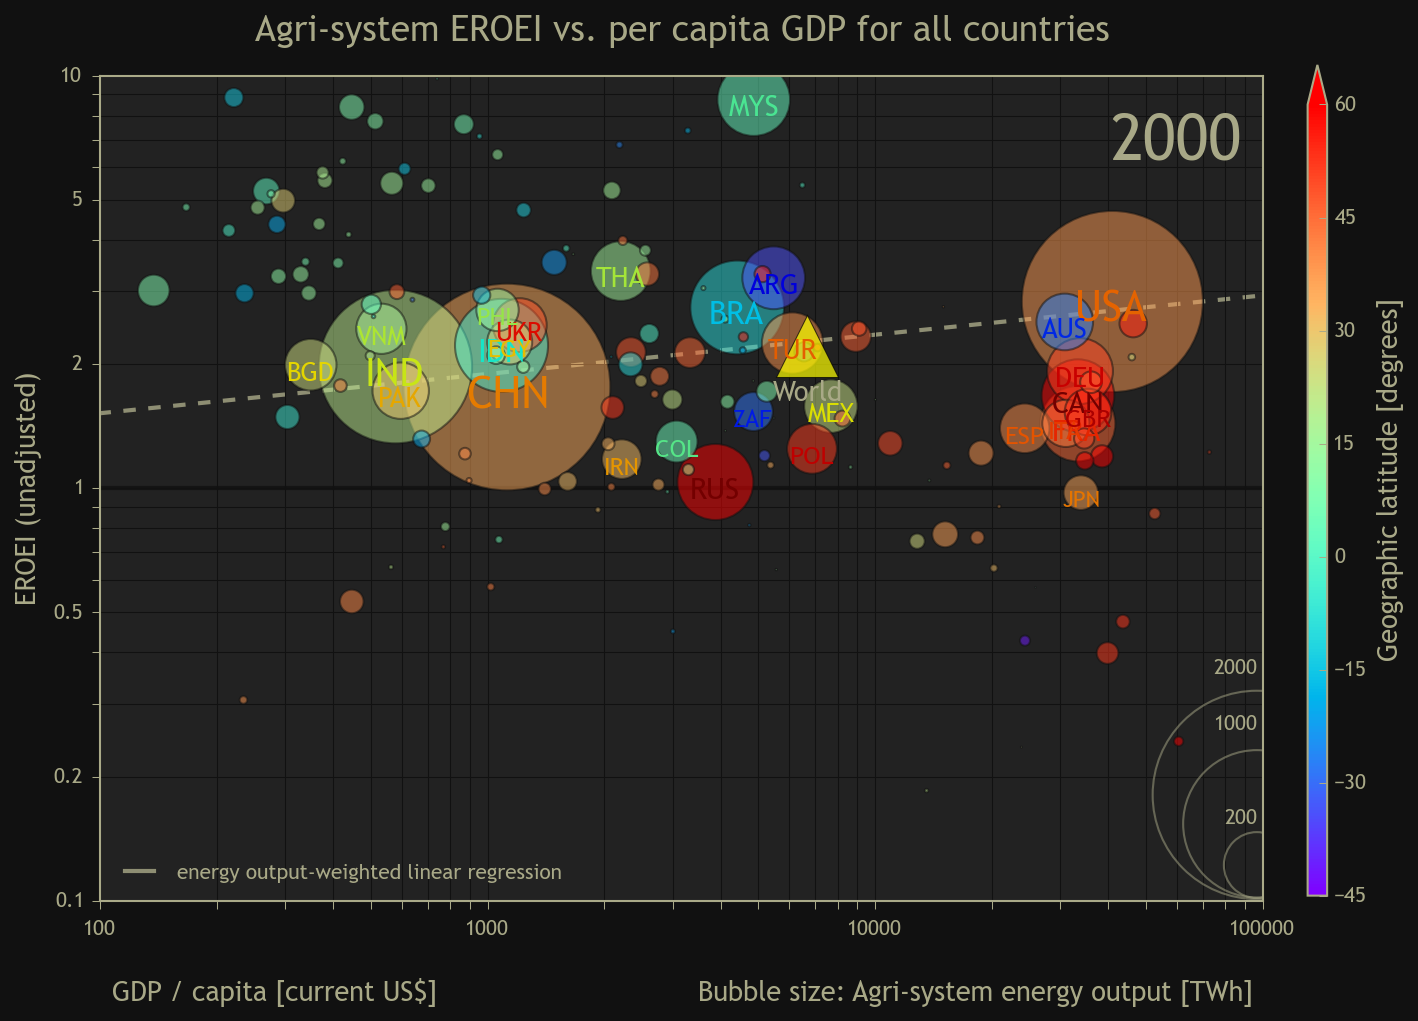 Agri-system EROEI vs. per capita GDP for all countries
2000
EROEI (unadjusted)
10
5
2
1
0.5
0.2
0.1
MYS
THA
ARG
BRA
USA
AUS
PHL
UKR
VNM
IDN
TUR
BGD
IND
PAK
CHN
World
DEU
CAN
MEX
GBR
FRA
ZAF
ESP
COL
POL
IRN
RUS
JPN
2000
1000
200
energy output-weighted linear regression
100
1000
10000
100000
GDP / capita [current US$]
Bubble size: Agri-system energy output [TWh]
60
45
30
15
0
−15
−30
−45
Geographic latitude [degrees]